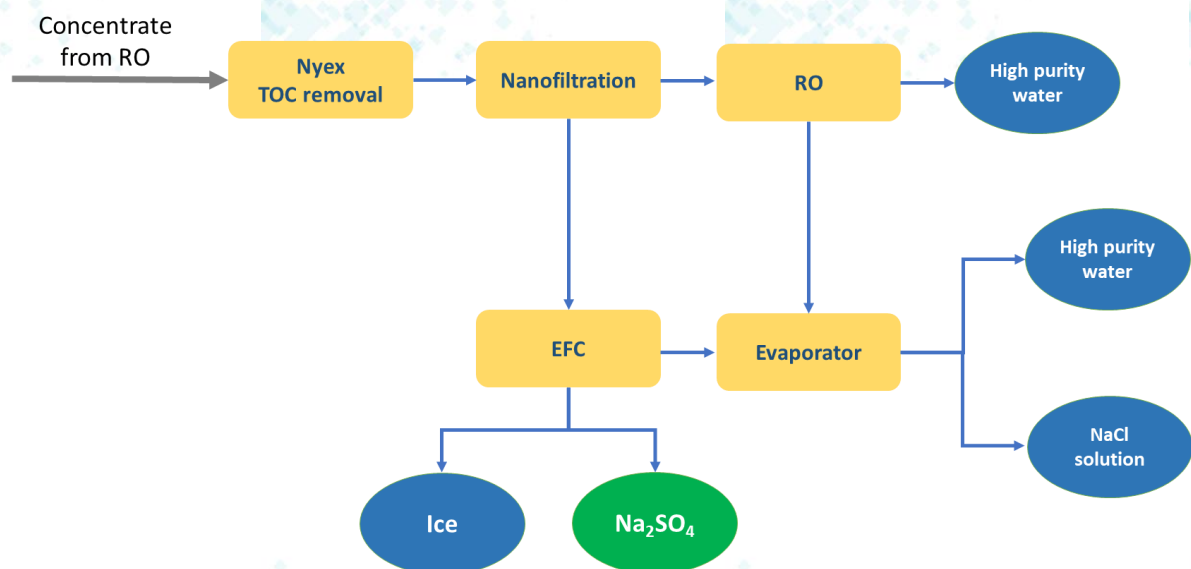 Concentrate
from RO
Nyex
TOC removal
Nanofiltration
RO
High purity
water
High purity
water
EFC
Evaporator
NaCl
solution
Ice
Na₂SO₄